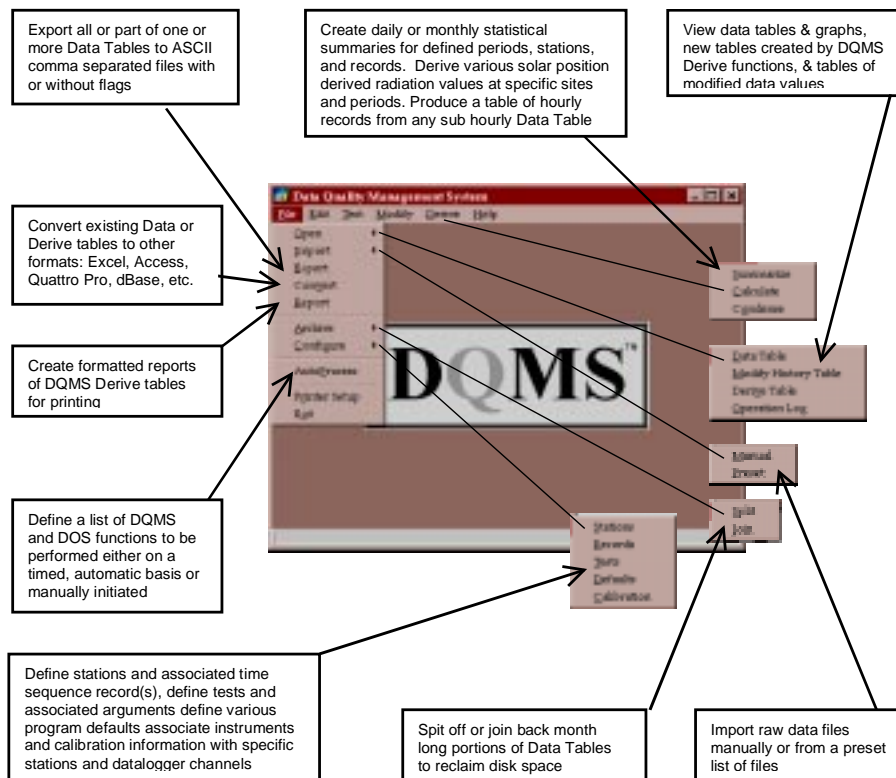 Export all or part of one or
more Data Tables to ASCII
comma separated files with
or without flags
Create daily or monthly statistical
summaries for defined periods, stations,
and records. Derive various solar position
derived radiation values at specific sites
and periods. Produce a table of hourly
records from any sub hourly Data Table
View data tables & graphs,
new tables created by DQMS
Derive functions, & tables of
modified data values
Convert existing Data or
Derive tables to other
formats: Excel, Access,
Quattro Pro, dBase, etc.
Create formatted reports
of DQMS Derive tables
for printing
Define a list of DQMS
and DOS functions to be
performed either on a
timed, automatic basis or
manually initiated
Data Quality Management System
File Edit Test Modify Derive Help
Open
Import
Export
Convert
Report
Archive
Configure
AutoProcess
Printer Setup
Exit
DQMS™
Summarize
Calculate
Condense
Data Table
Modify History Table
Derive Table
Operation Log
Manual
Preset
Split
Join
Stations
Records
Tests
Defaults
Calibration
Define stations and associated time
sequence record(s), define tests and
associated arguments define various
program defaults associate instruments
and calibration information with specific
stations and datalogger channels
Spit off or join back month
long portions of Data Tables
to reclaim disk space
Import raw data files
manually or from a preset
list of files